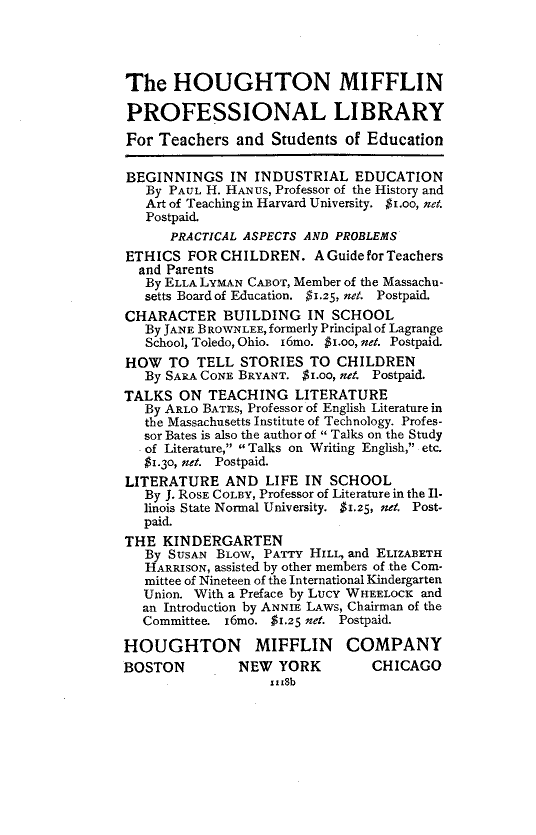 The HOUGHTON MIFFLIN
PROFESSIONAL LIBRARY
For Teachers and Students of Education
BEGINNINGS IN INDUSTRIAL EDUCATION
By PAUL H. HANUS, Professor of the History and
Art of Teaching in Harvard University. $1.00, net.
Postpaid.
PRACTICAL ASPECTS AND PROBLEMS
ETHICS FOR CHILDREN. A Guide for Teachers
and Parents
By ELLA LYMAN CABOT, Member of the Massachu-
setts Board of Education. $1.25, net. Postpaid.
CHARACTER BUILDING IN SCHOOL
By JANE BROWNLEE, formerly Principal of Lagrange
School, Toledo, Ohio. 16mo. $1.00, net. Postpaid.
HOW TO TELL STORIES TO CHILDREN
By SARA CONE BRYANT. $1.00, net. Postpaid.
TALKS ON TEACHING LITERATURE
By ARLO BATES, Professor of English Literature in
the Massachusetts Institute of Technology. Profes-
sor Bates is also the author of "Talks on the Study
of Literature," "Talks on Writing English," etc.
$1.30, net. Postpaid.
LITERATURE AND LIFE IN SCHOOL
By J. ROSE COLBY, Professor of Literature in the Il-
linois State Normal University. $1.25, net. Post-
paid.
THE KINDERGARTEN
By SUSAN BLOW, PATTY HILL, and ELIZABETH
HARRISON, assisted by other members of the Com-
mittee of Nineteen of the International Kindergarten
Union. With a Preface by LUCY WHEELOCK and
an Introduction by ANNIE LAWS, Chairman of the
Committee. 16mo. $1.25 net. Postpaid.
HOUGHTON MIFFLIN COMPANY
BOSTON NEW YORK CHICAGO
1118b